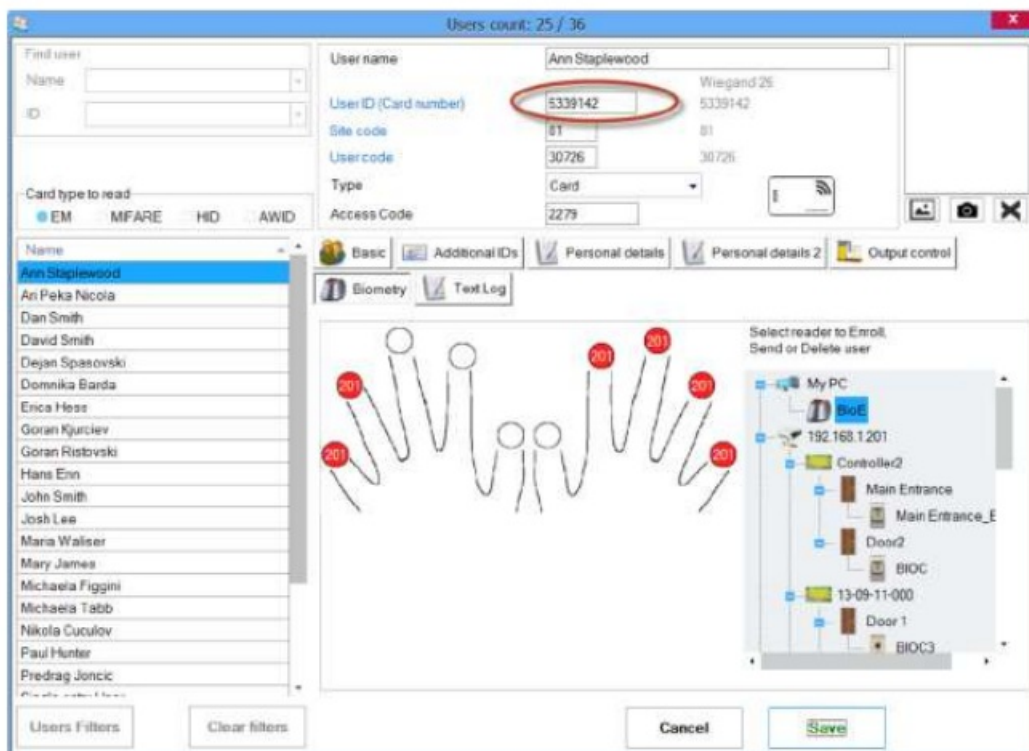 Users count: 25 / 36
x
Find user
Name
ID
User name
Ann Staplewood
Wiegand 26
User ID (Card number)
5339142
5339142
Site code
81
81
User code
30726
30726
Type
Card
Access Code
2279
Card type to read
EM MIFARE HID AWID
Name
Ann Staplewood
Ari Peka Nicola
Dan Smith
David Smith
Dejan Spasovski
Domnika Barda
Erica Hess
Goran Kjurciev
Goran Ristovski
Hans Enn
John Smith
Josh Lee
Maria Waliser
Mary James
Michaela Figgini
Michaela Tabb
Nikola Cuculov
Paul Hunter
Predrag Joncic
Basic Additional IDs Personal details Personal details 2 Output control
Biometry Text Log
201
201
201
201
201
201
Select reader to Enroll,
Send or Delete user
My PC
BioE
192.168.1.201
Controller2
Main Entrance
Main Entrance_E
Door2
BIOC
13-09-11-000
Door 1
BIOC3
Users Filters
Clear filters
Cancel
Save